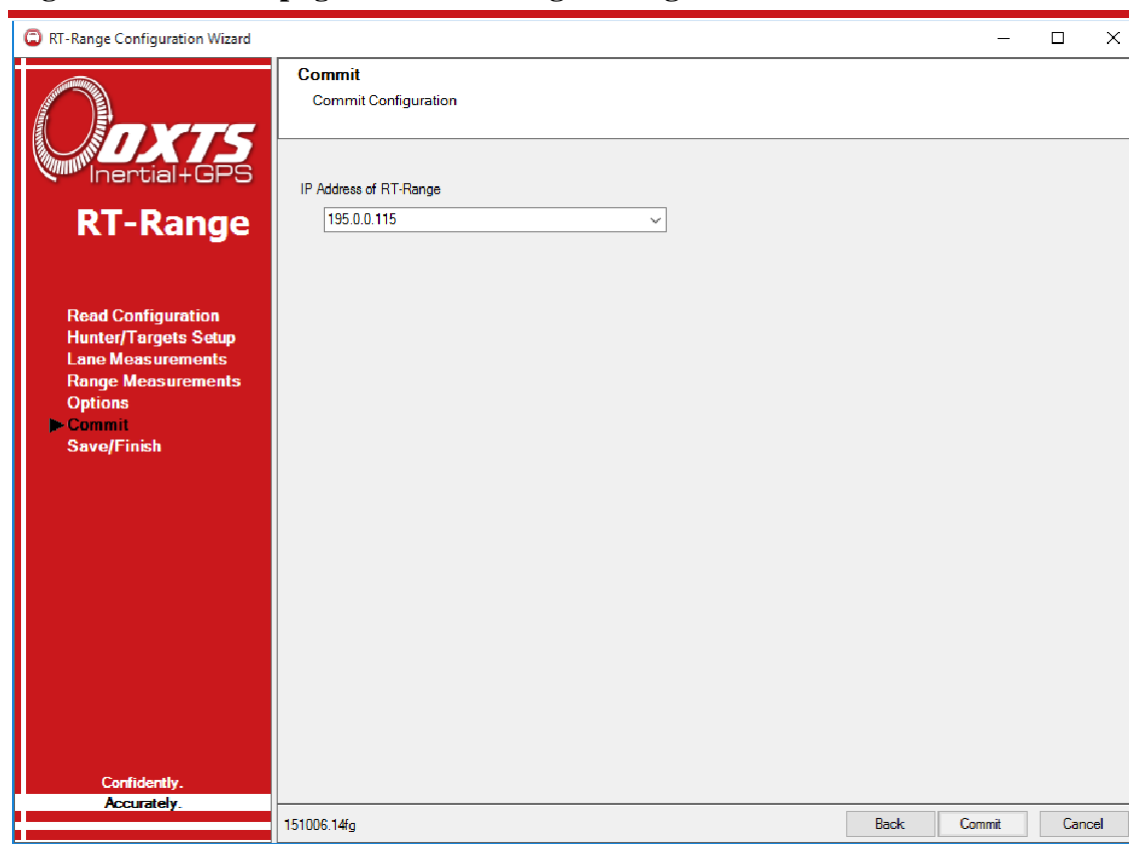 RT-Range Configuration Wizard
OXTS
Inertial+GPS
RT-Range
Read Configuration
Hunter/Targets Setup
Lane Measurements
Range Measurements
Options
Commit
Save/Finish
Confidently.
Accurately.
Commit
Commit Configuration
IP Address of RT-Range
195.0.0.115
151006.14fg
Back
Commit
Cancel